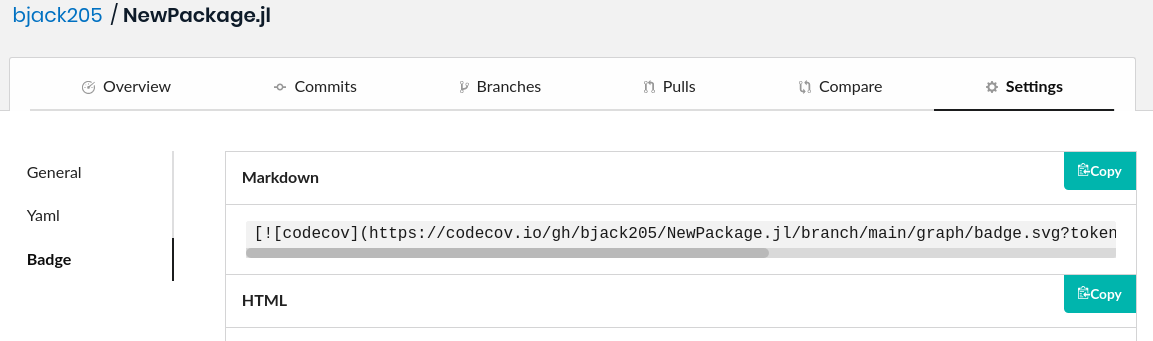 bjack205 / NewPackage.jl
Overview Commits Branches Pulls Compare Settings
General
Yaml
Badge
Markdown Copy
[![codecov](https://codecov.io/gh/bjack205/NewPackage.jl/branch/main/graph/badge.svg?token
HTML Copy